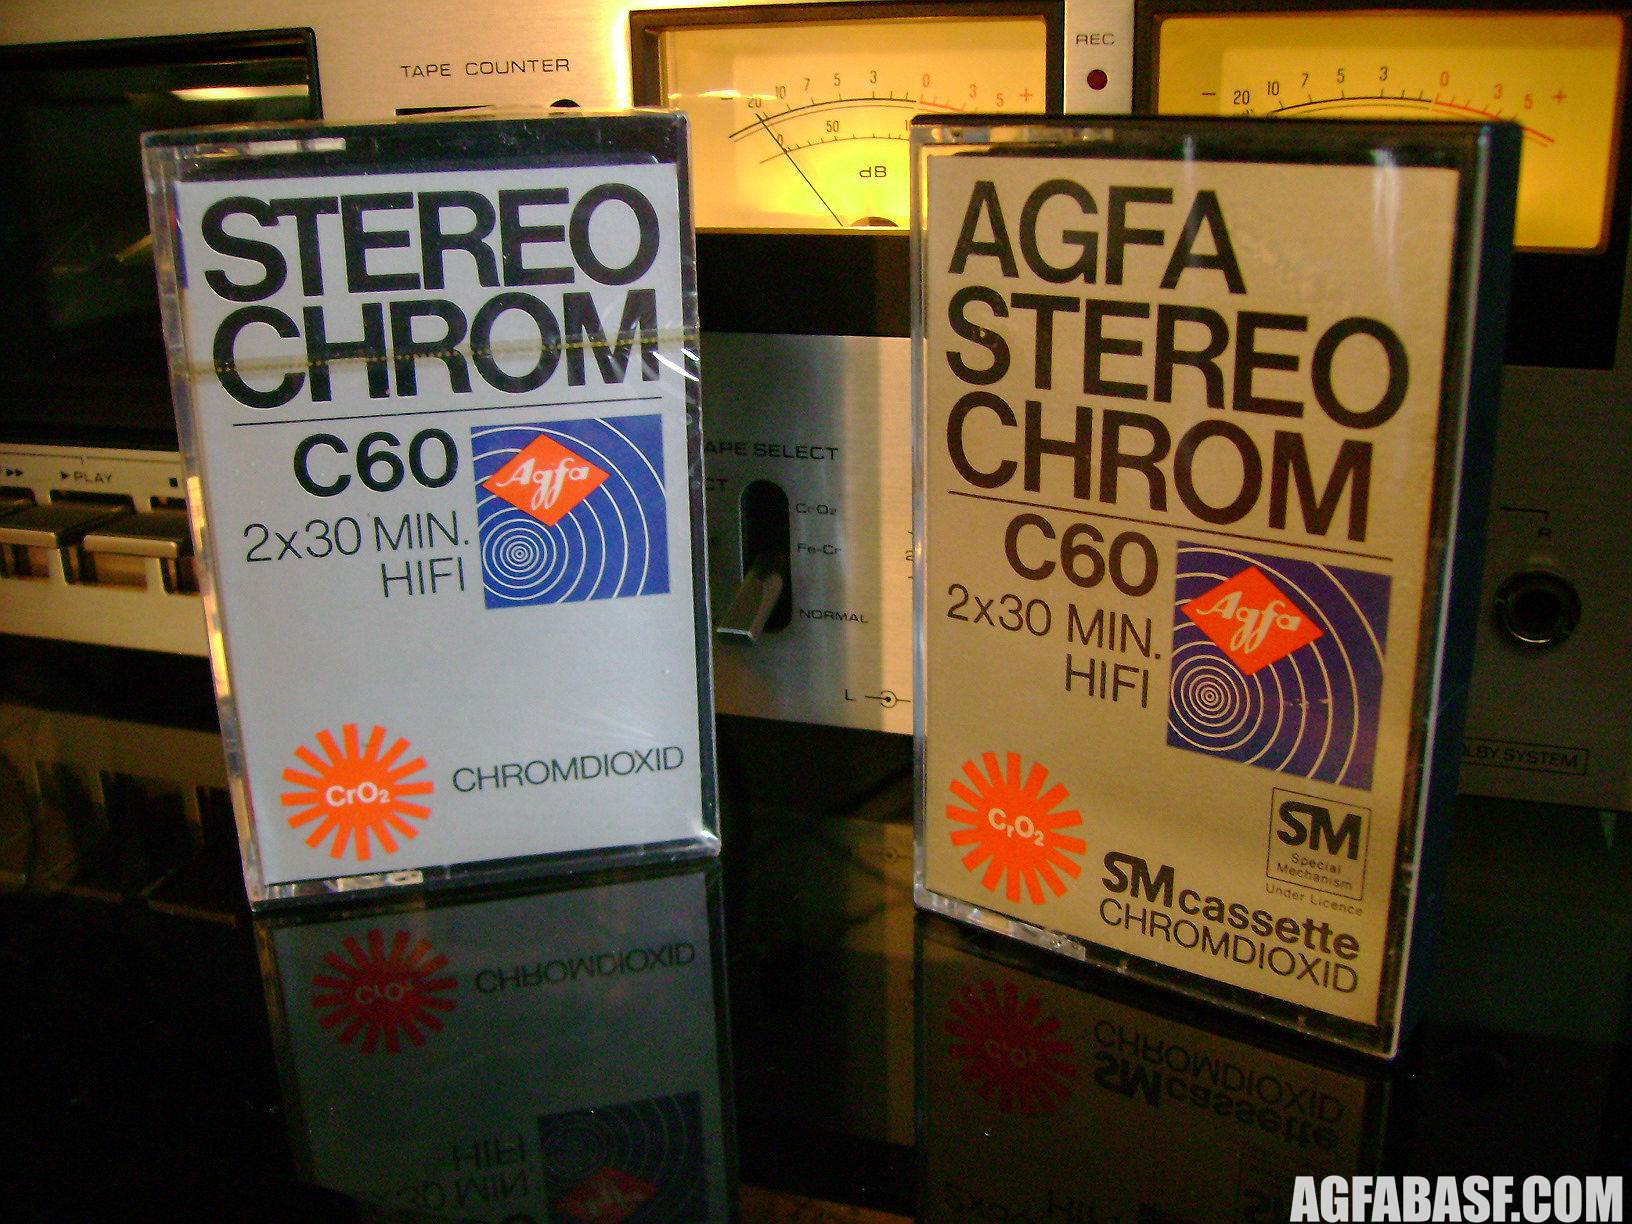 TAPE COUNTER
REC
- 20 10 7 5 3 0 3 5 +
0 50
dB
- 20 10 7 5 3 0 3 5 +
STEREO
CHROM
C60
2x30 MIN.
HIFI
Agfa
CrO2
CHROMDIOXID
AGFA
STEREO
CHROM
C60
2x30 MIN.
HIFI
Agfa
CrO2
SM
Special
Mechanism
Under Licence
SM cassette
CHROMDIOXID
PLAY
TAPE SELECT
CrO2
Fe-Cr
NORMAL
L
R
DOLBY SYSTEM
AGFABASF.COM